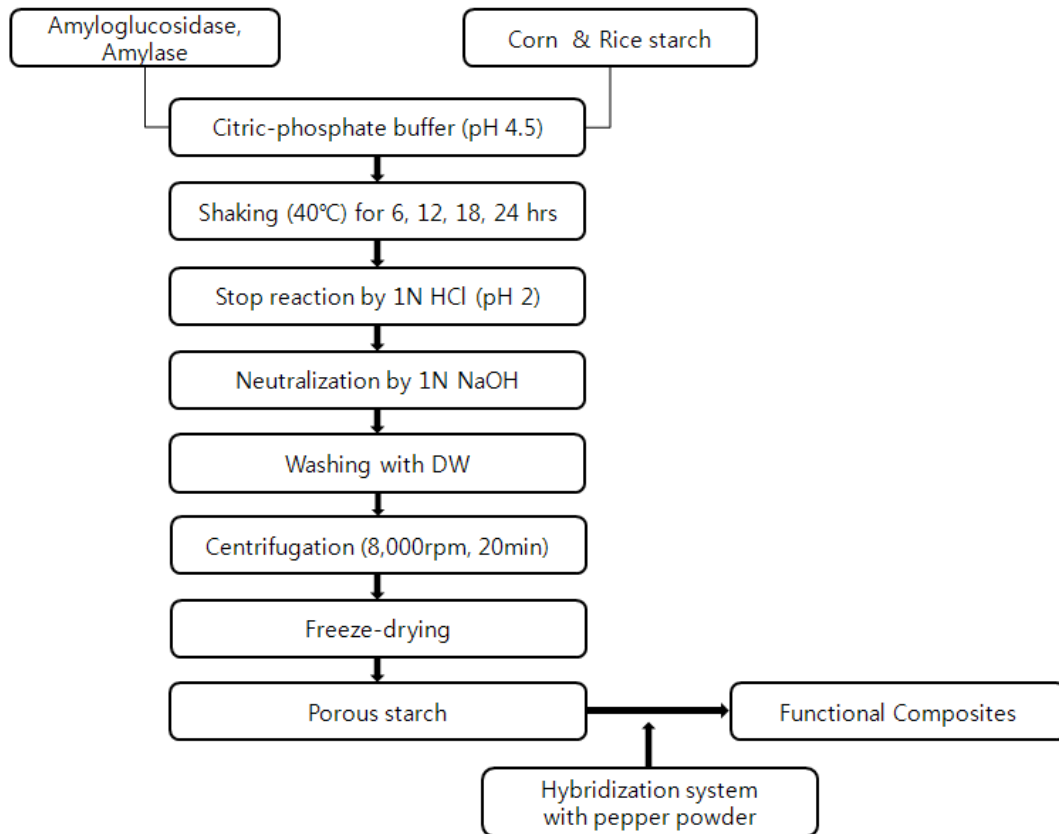 Amyloglucosidase,
Amylase
Corn & Rice starch
Citric-phosphate buffer (pH 4.5)
Shaking (40℃) for 6, 12, 18, 24 hrs
Stop reaction by 1N HCl (pH 2)
Neutralization by 1N NaOH
Washing with DW
Centrifugation (8,000rpm, 20min)
Freeze-drying
Porous starch
Functional Composites
Hybridization system
with pepper powder